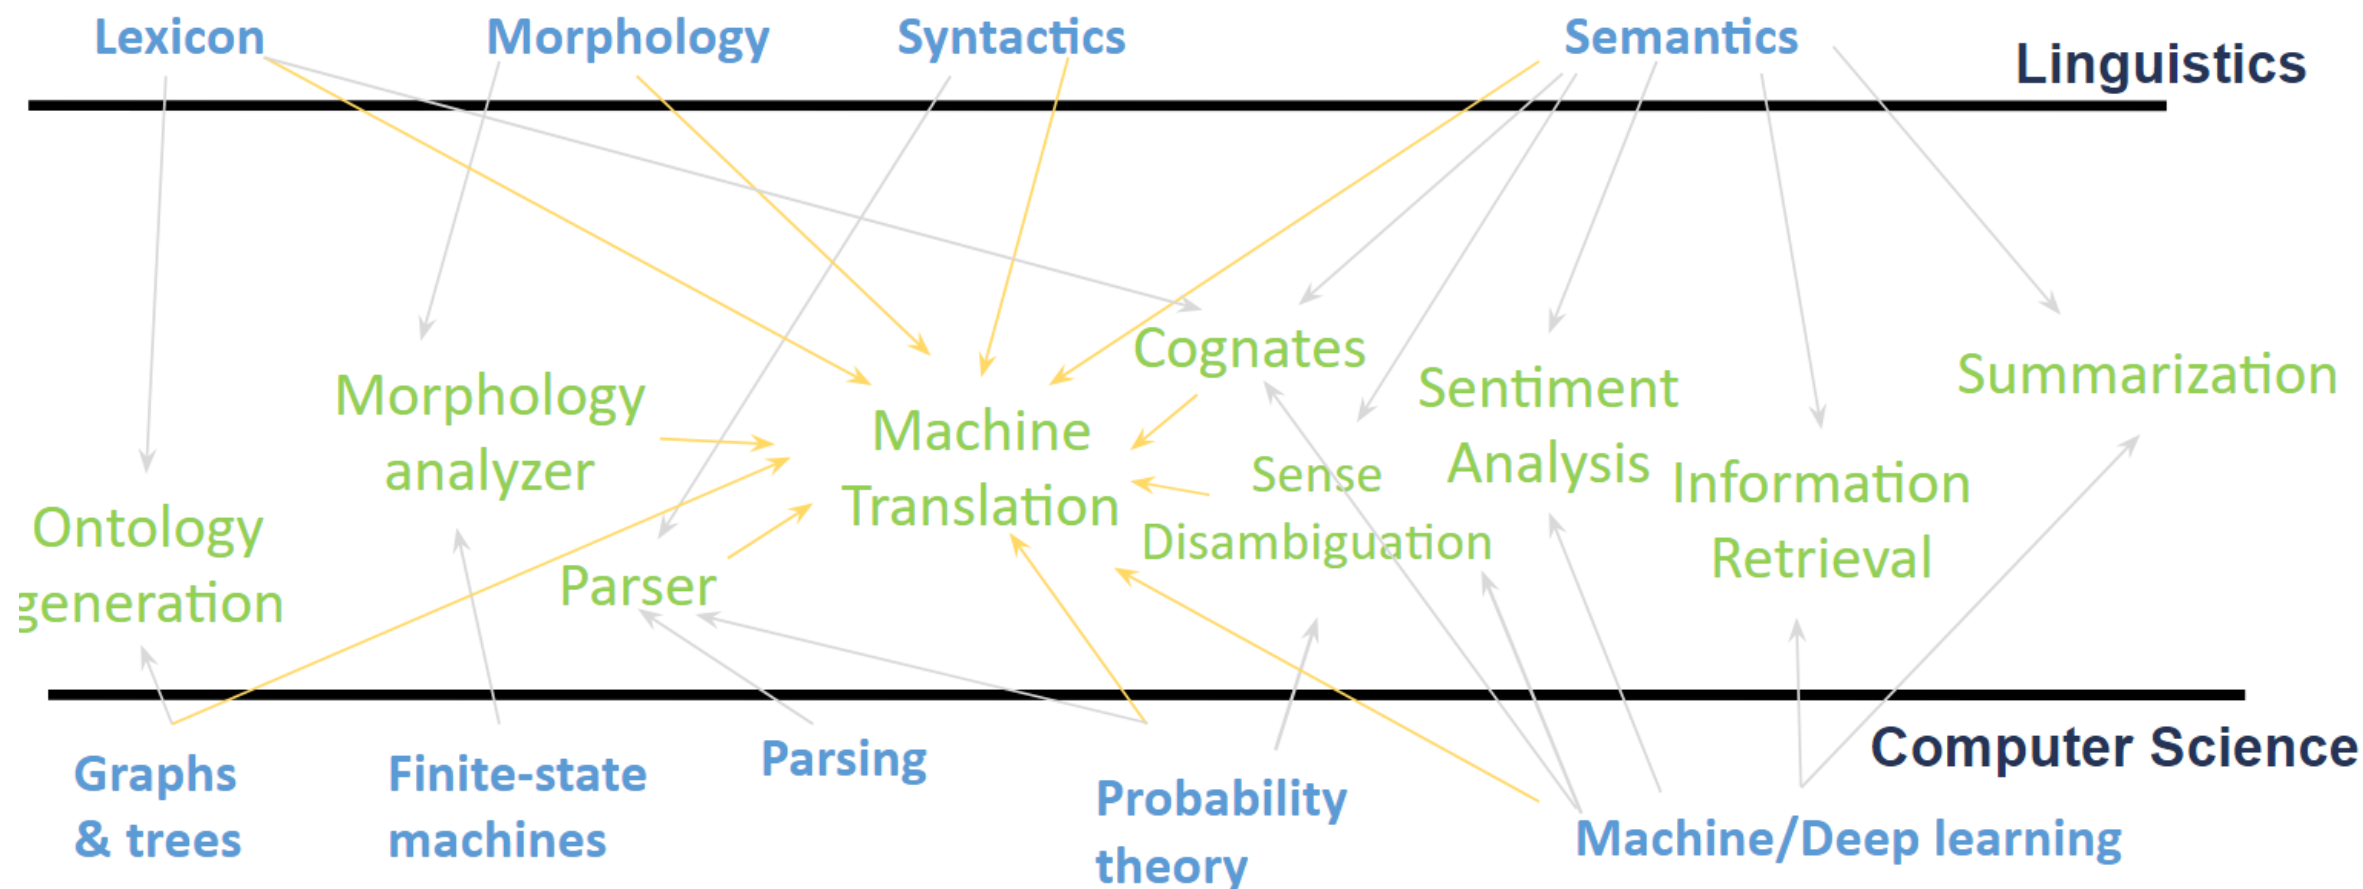 Lexicon
Morphology
Syntactics
Semantics
Linguistics
Cognates
Morphology
analyzer
Machine
Translation
Sentiment
Analysis
Summarization
Sense
Disambiguation
Information
Retrieval
Ontology
generation
Parser
Computer Science
Graphs
& trees
Finite-state
machines
Parsing
Probability
theory
Machine/Deep learning